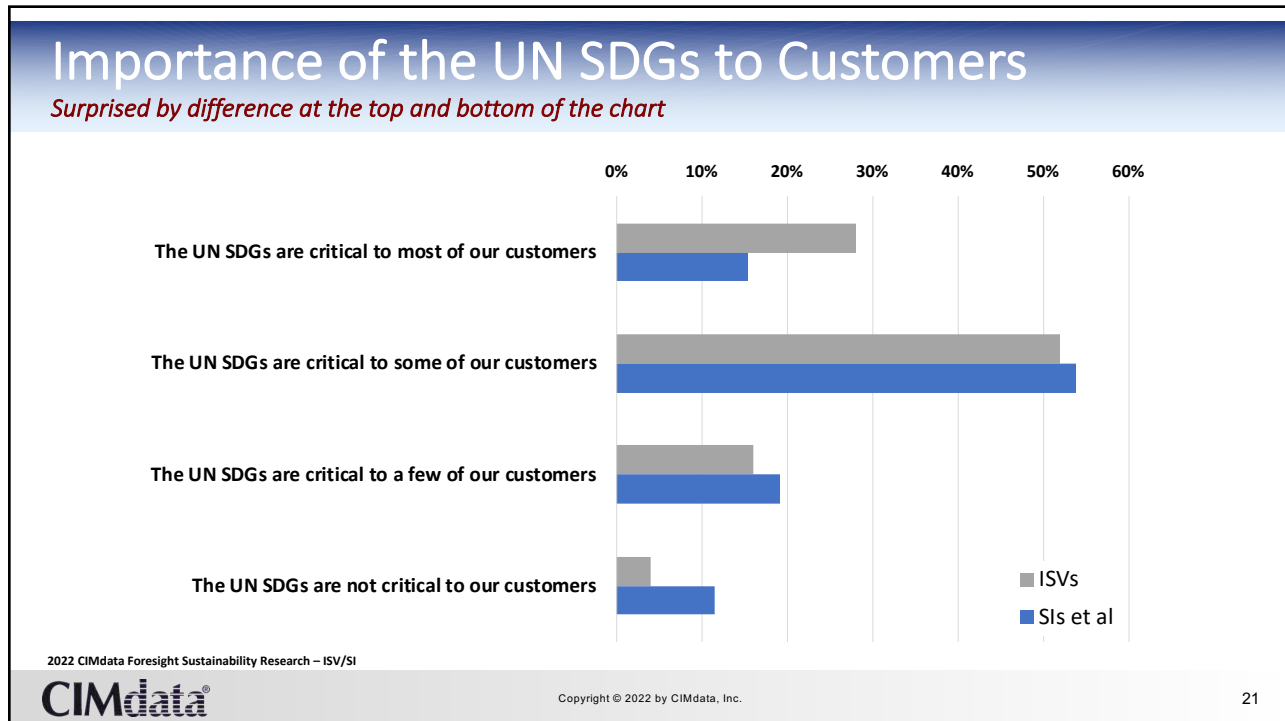 Importance of the UN SDGs to Customers
Surprised by difference at the top and bottom of the chart
0% 10% 20% 30% 40% 50% 60%
The UN SDGs are critical to most of our customers
The UN SDGs are critical to some of our customers
The UN SDGs are critical to a few of our customers
The UN SDGs are not critical to our customers
ISVs
SIs et al
2022 CIMdata Foresight Sustainability Research – ISV/SI
CIMdata®
Copyright © 2022 by CIMdata, Inc.
21